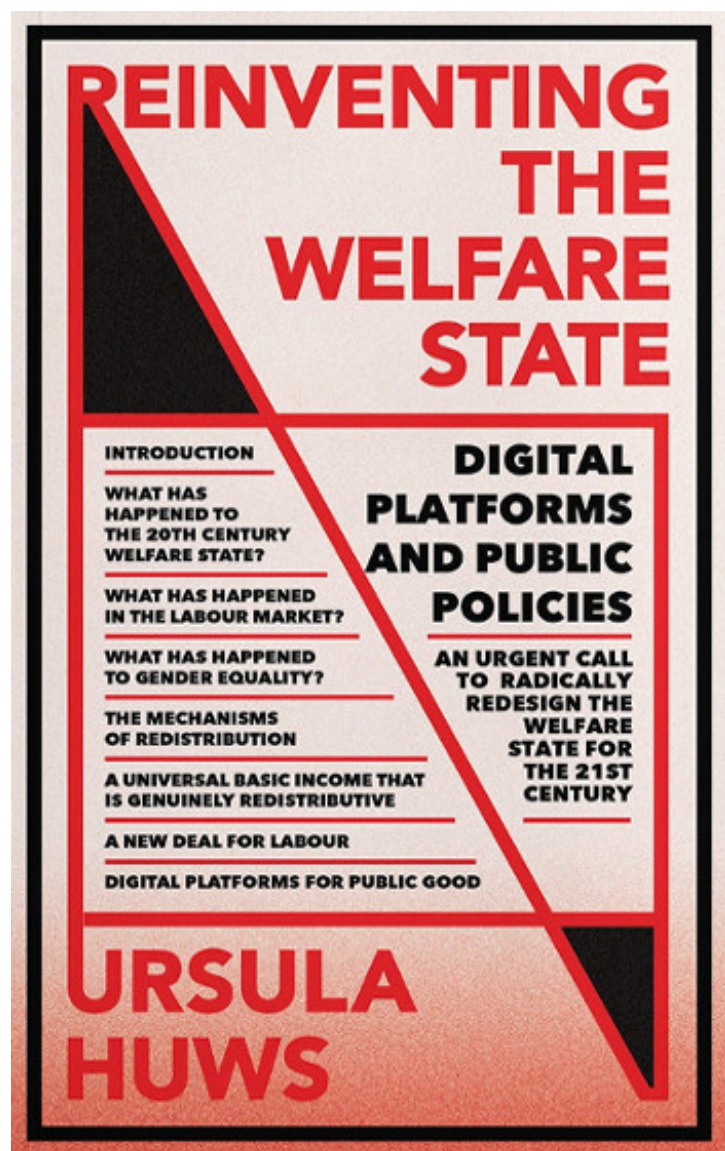 REINVENTING
THE
WELFARE
STATE
INTRODUCTION
WHAT HAS
HAPPENED TO
THE 20TH CENTURY
WELFARE STATE?
WHAT HAS HAPPENED
IN THE LABOUR MARKET?
WHAT HAS HAPPENED
TO GENDER EQUALITY?
THE MECHANISMS
OF REDISTRIBUTION
A UNIVERSAL BASIC INCOME THAT
IS GENUINELY REDISTRIBUTIVE
A NEW DEAL FOR LABOUR
DIGITAL PLATFORMS FOR PUBLIC GOOD
DIGITAL
PLATFORMS
AND PUBLIC
POLICIES
AN URGENT CALL
TO RADICALLY
REDESIGN THE
WELFARE
STATE FOR
THE 21ST
CENTURY
URSULA
HUWS